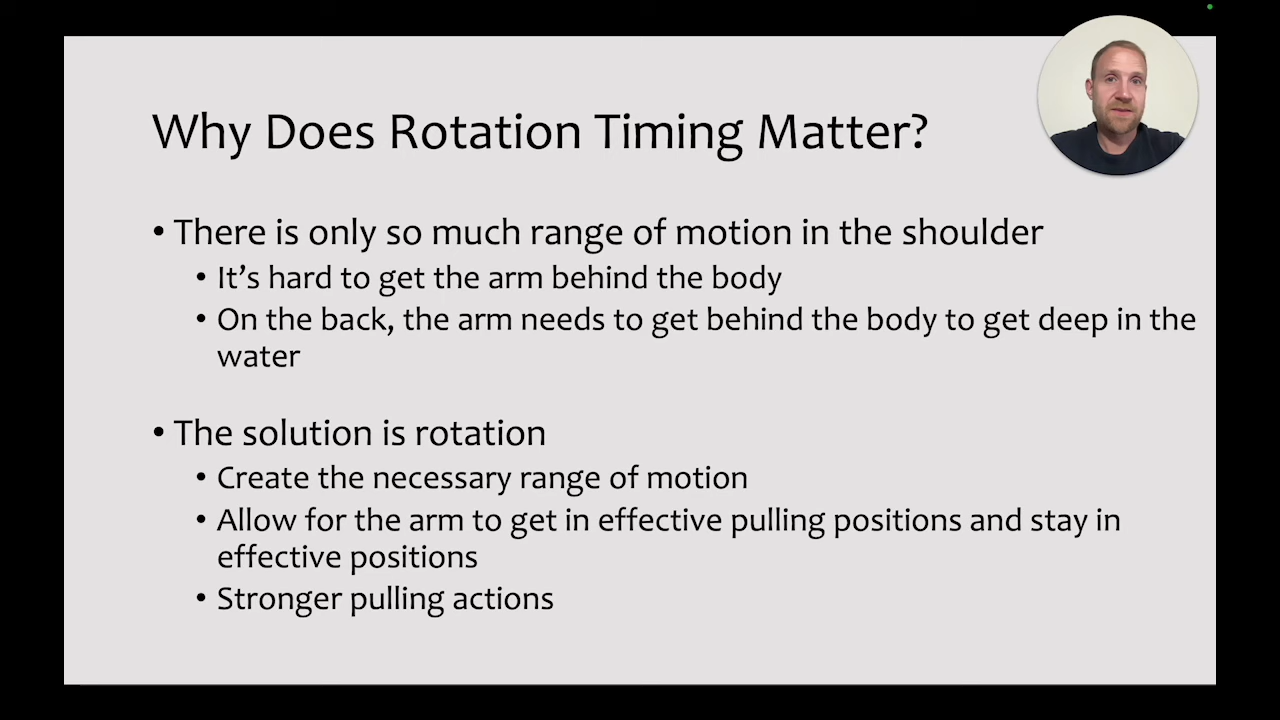 Why Does Rotation Timing Matter?
• There is only so much range of motion in the shoulder
• It’s hard to get the arm behind the body
• On the back, the arm needs to get behind the body to get deep in the
water
• The solution is rotation
• Create the necessary range of motion
• Allow for the arm to get in effective pulling positions and stay in
effective positions
• Stronger pulling actions